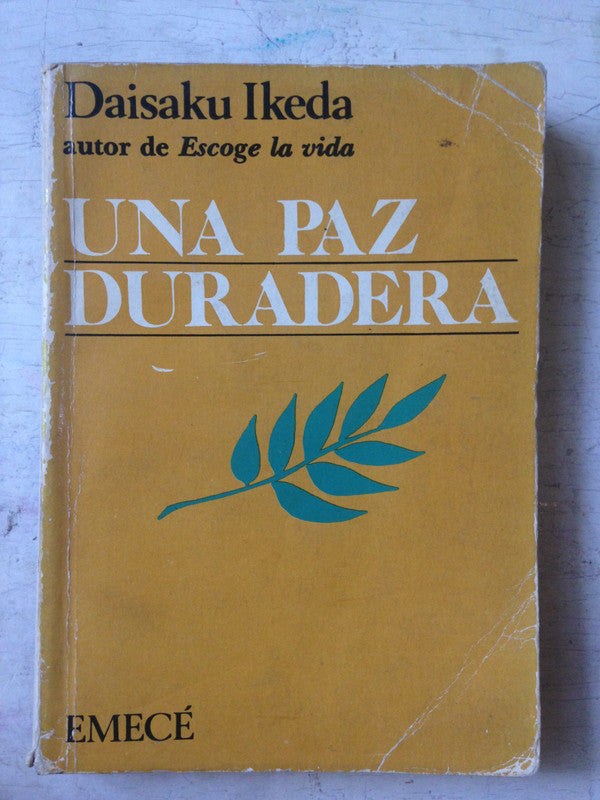 Daisaku Ikeda
autor de Escoge la vida
UNA PAZ
DURADERA
EMECÉ